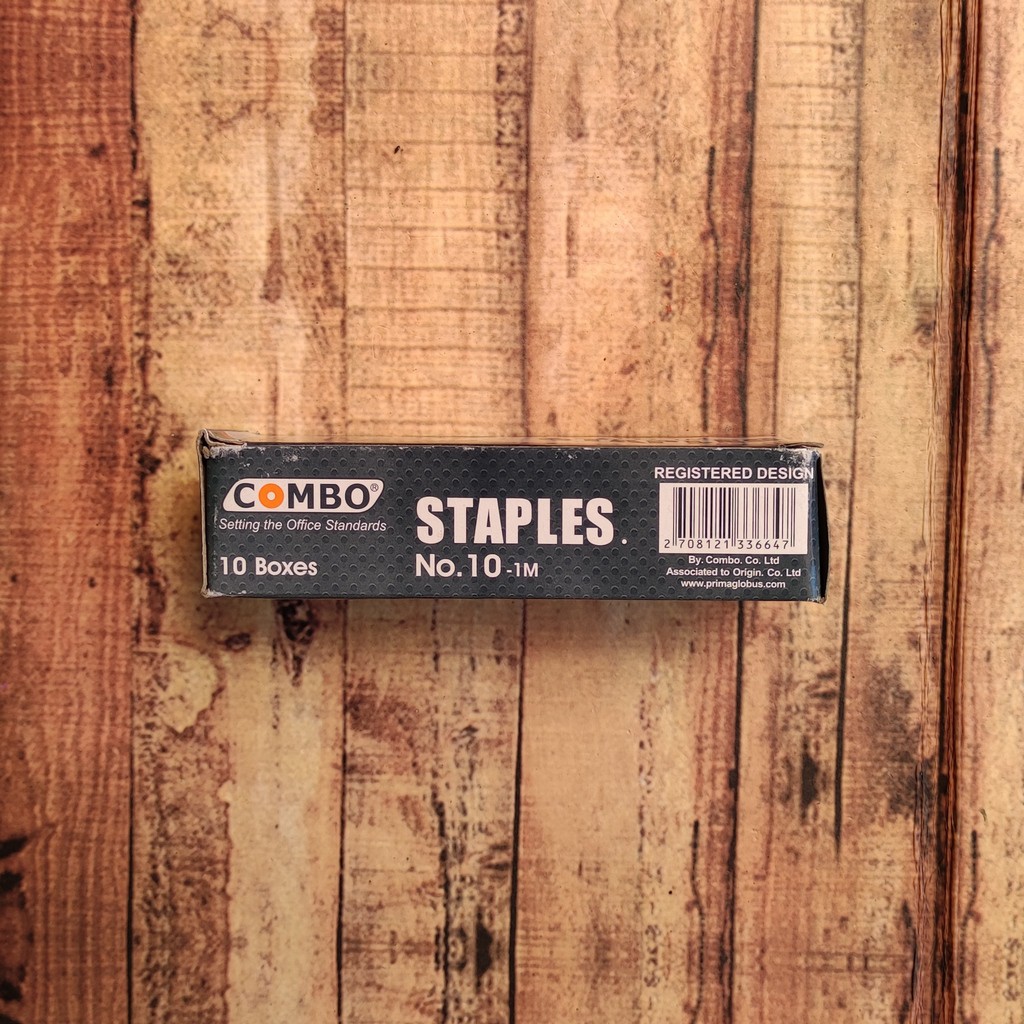 COMBO®
Setting the Office Standards
10 Boxes
STAPLES.
No.10-1M
REGISTERED DESIGN
2 708121 336647
By. Combo. Co. Ltd
Associated to Origin. Co. Ltd
www.primaglobus.com